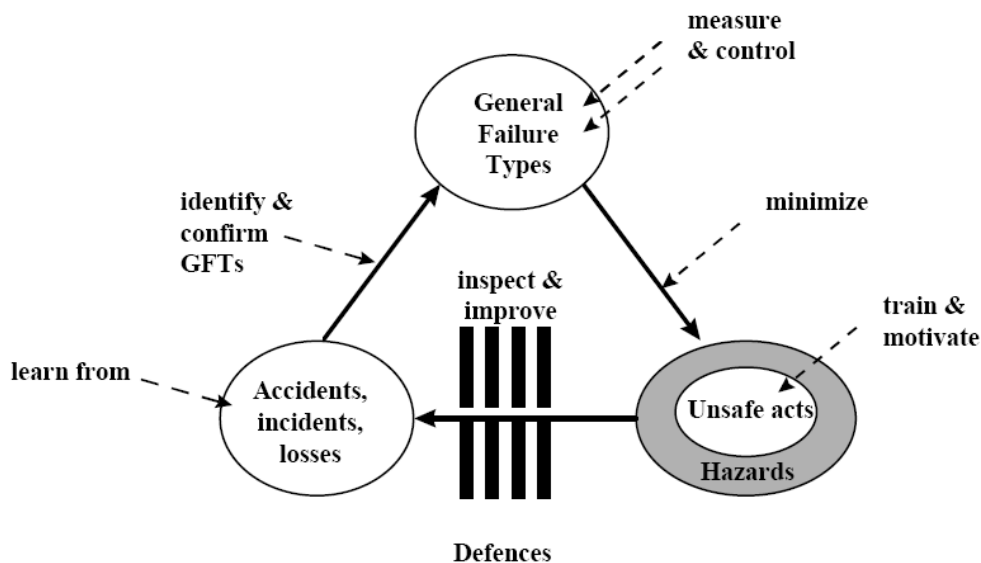 measure
& control
General
Failure
Types
identify &
confirm
GFTs
minimize
inspect &
improve
train &
motivate
learn from
Accidents,
incidents,
losses
Unsafe acts
Hazards
Defences